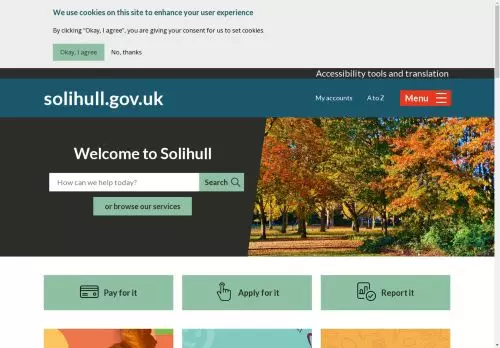 We use cookies on this site to enhance your user experience
By clicking "Okay, I agree", you are giving your consent for us to set cookies.
Okay, I agree
No, thanks
Accessibility tools and translation
solihull.gov.uk
My accounts
A to Z
Menu
Welcome to Solihull
How can we help today?
Search
or browse our services
Pay for it
Apply for it
Report it